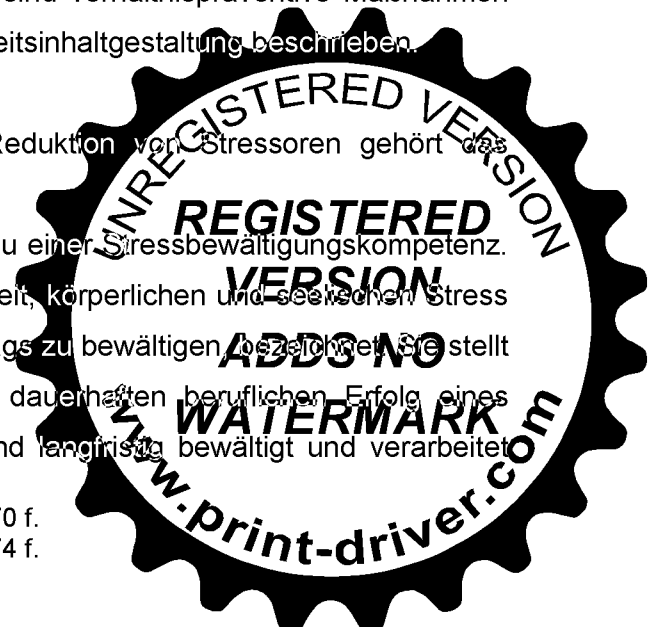 sind verhältnispräventive Maßnahmen
eitsinhaltgestaltung beschrieben.
Reduktion von Stressoren gehört das
u einer Stressbewältigungskompetenz.
eit, körperlichen und seelischen Stress
gs zu bewältigen, bezeichnet. Sie stellt
dauerhaften beruflichen Erfolg eines
nd langfristig bewältigt und verarbeitet
0 f.
74 f.
UNREGISTERED VERSION
REGISTERED
VERSION
ADDS NO
WATERMARK
www.print-driver.com